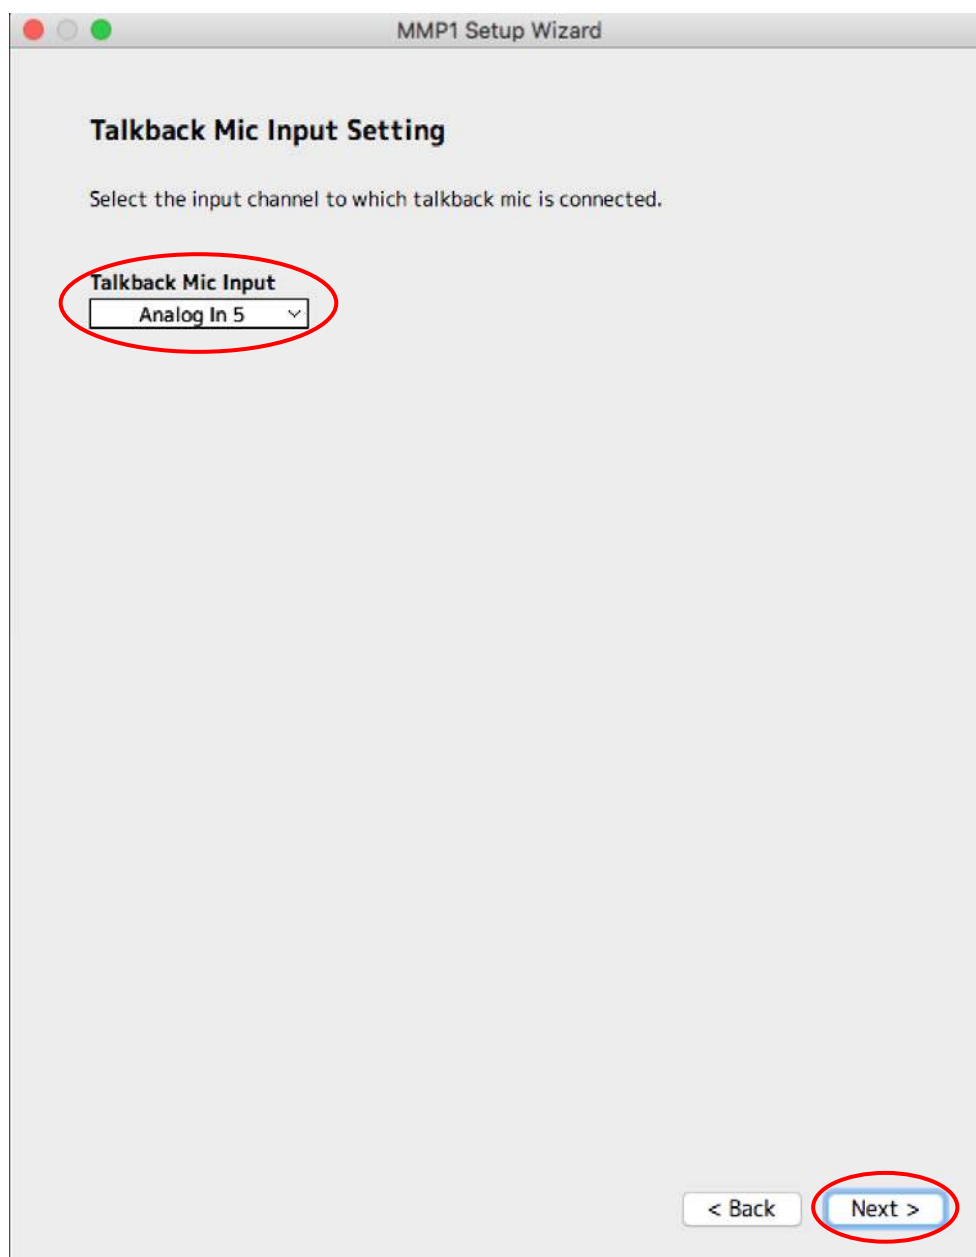 MMP1 Setup Wizard
Talkback Mic Input Setting
Select the input channel to which talkback mic is connected.
Talkback Mic Input
Analog In 5
< Back
Next >